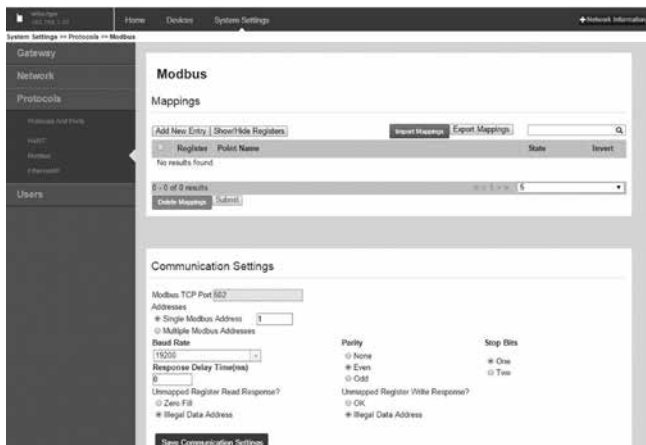 Home Devices System Settings
Network Information
System Settings >> Protocols >> Modbus
Gateway
Network
Protocols
Protocols And Ports
HART
Modbus
Users
Modbus
Mappings
Add New Entry Show/Hide Registers Import Mappings Export Mappings
Register Point Name State Invert
No results found
0 - 0 of 0 results 5
Delete Mappings Submit
Communication Settings
Modbus TCP Port 502
Addresses
Single Modbus Address 1
Multiple Modbus Addresses
Baud Rate Parity Stop Bits
19200 None One
Response Delay Time(ms) Even Two
0 Odd
Unmapped Register Read Response? Unmapped Register Write Response?
Zero Fill OK
Illegal Data Address Illegal Data Address
Save Communication Settings